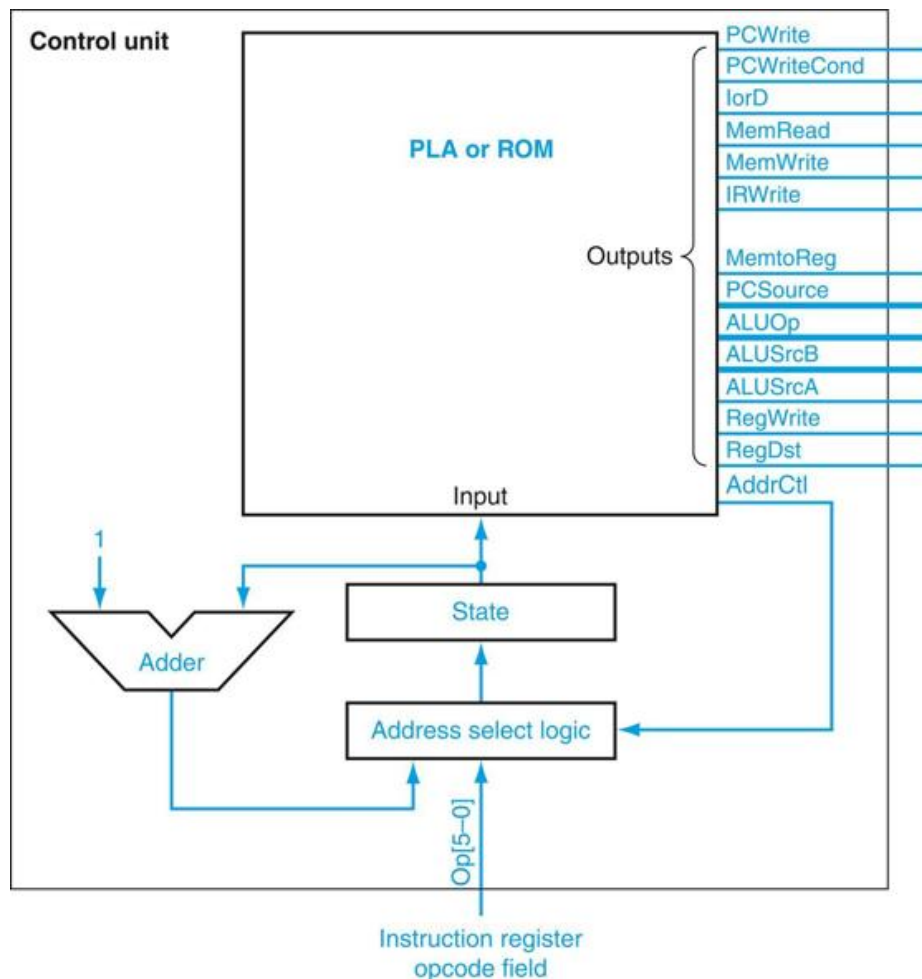 Control unit
PLA or ROM
Outputs
PCWrite
PCWriteCond
IorD
MemRead
MemWrite
IRWrite
MemtoReg
PCSource
ALUOp
ALUSrcB
ALUSrcA
RegWrite
RegDst
AddrCtl
Input
1
State
Adder
Address select logic
Op[5–0]
Instruction register
opcode field